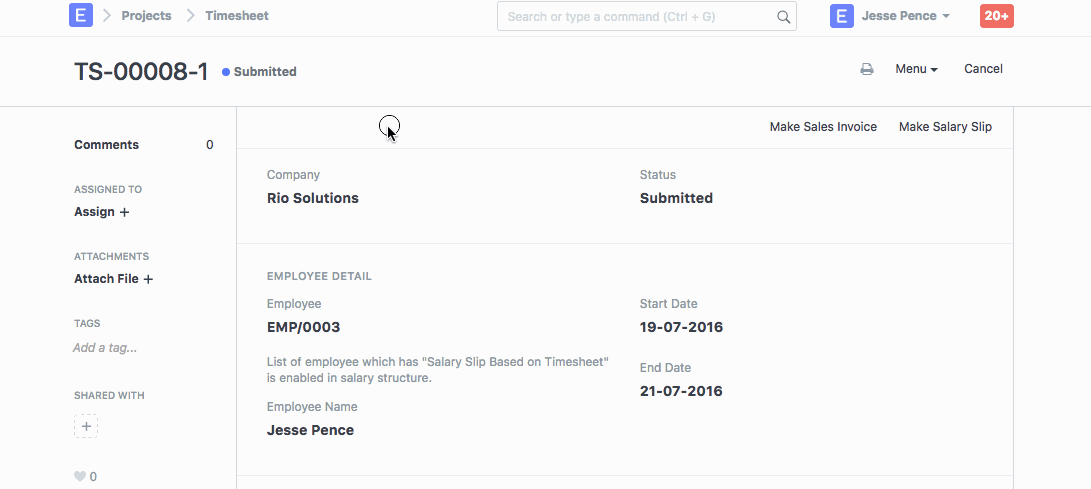 E Projects Timesheet Search or type a command (Ctrl + G) E Jesse Pence 20+
TS-00008-1 Submitted Menu Cancel
Make Sales Invoice Make Salary Slip
Comments 0
ASSIGNED TO
Assign +
ATTACHMENTS
Attach File +
TAGS
Add a tag...
SHARED WITH
+
0
Company
Rio Solutions
Status
Submitted
EMPLOYEE DETAIL
Employee
EMP/0003
List of employee which has "Salary Slip Based on Timesheet"
is enabled in salary structure.
Employee Name
Jesse Pence
Start Date
19-07-2016
End Date
21-07-2016